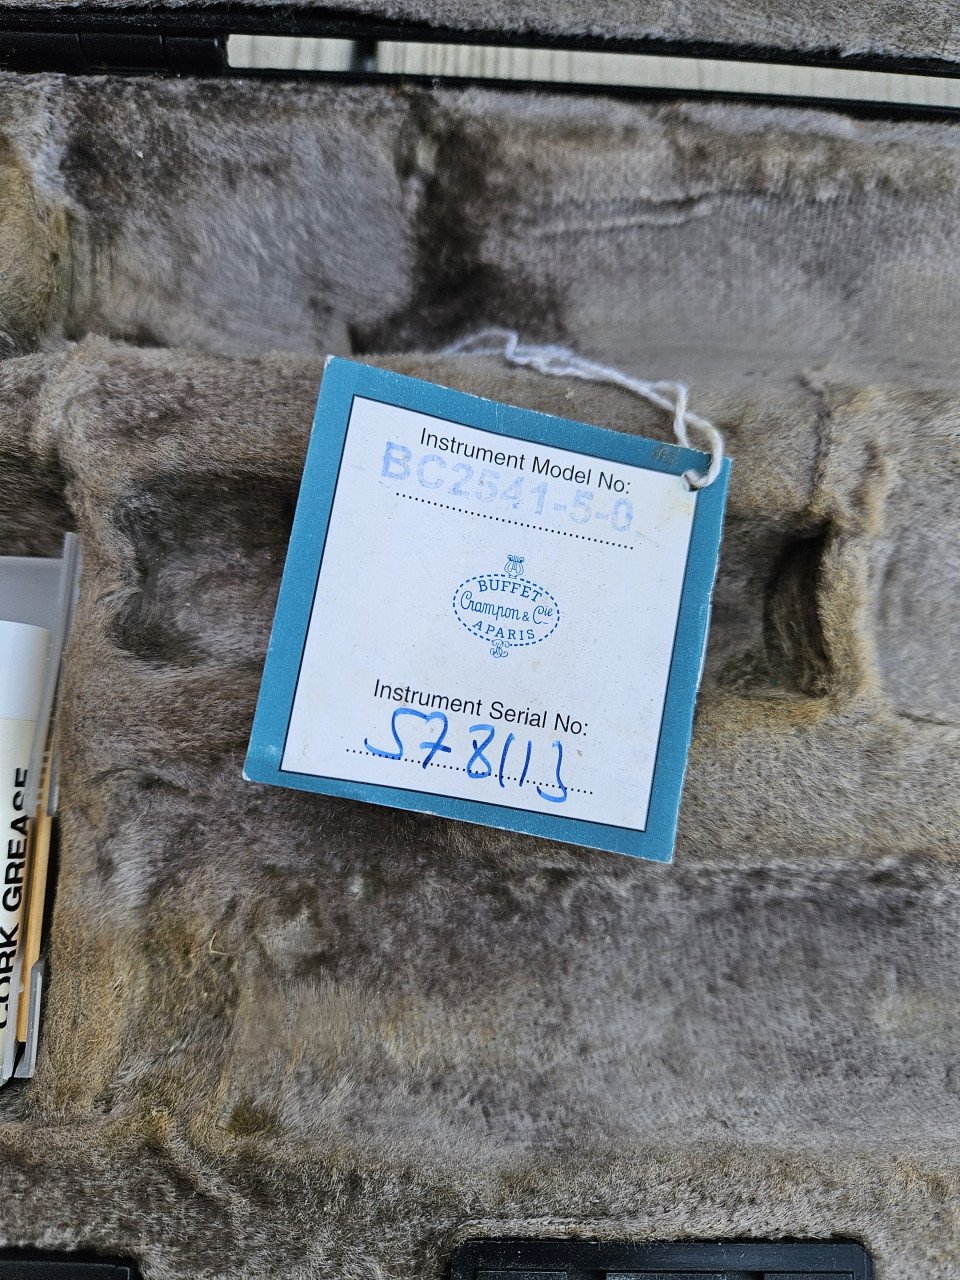 Instrument Model No:
BC2541-5-0
BUFFET
Crampon & Cie
A PARIS
Instrument Serial No:
578113
CORK GREASE